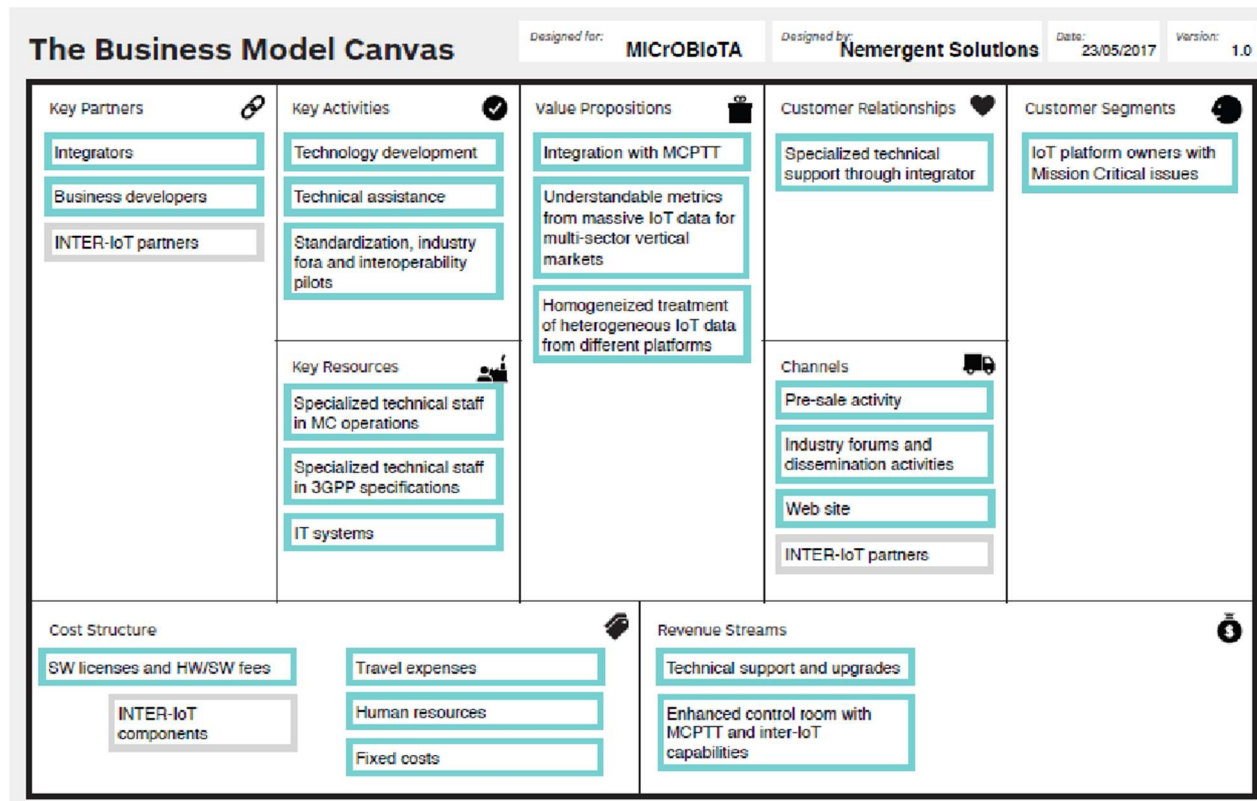 The Business Model Canvas
Designed for:
MICrOBIoTA
Designed by:
Nemergent Solutions
Date:
23/05/2017
Version:
1.0
Key Partners
Integrators
Business developers
INTER-IoT partners
Key Activities
Technology development
Technical assistance
Standardization, industry
fora and interoperability
pilots
Key Resources
Specialized technical staff
in MC operations
Specialized technical staff
in 3GPP specifications
IT systems
Value Propositions
Integration with MCPTT
Understandable metrics
from massive IoT data for
multi-sector vertical
markets
Homogeneized treatment
of heterogeneous IoT data
from different platforms
Customer Relationships
Specialized technical
support through integrator
Channels
Pre-sale activity
Industry forums and
dissemination activities
Web site
INTER-IoT partners
Customer Segments
IoT platform owners with
Mission Critical issues
Cost Structure
SW licenses and HW/SW fees
INTER-IoT
components
Travel expenses
Human resources
Fixed costs
Revenue Streams
Technical support and upgrades
Enhanced control room with
MCPTT and inter-IoT
capabilities